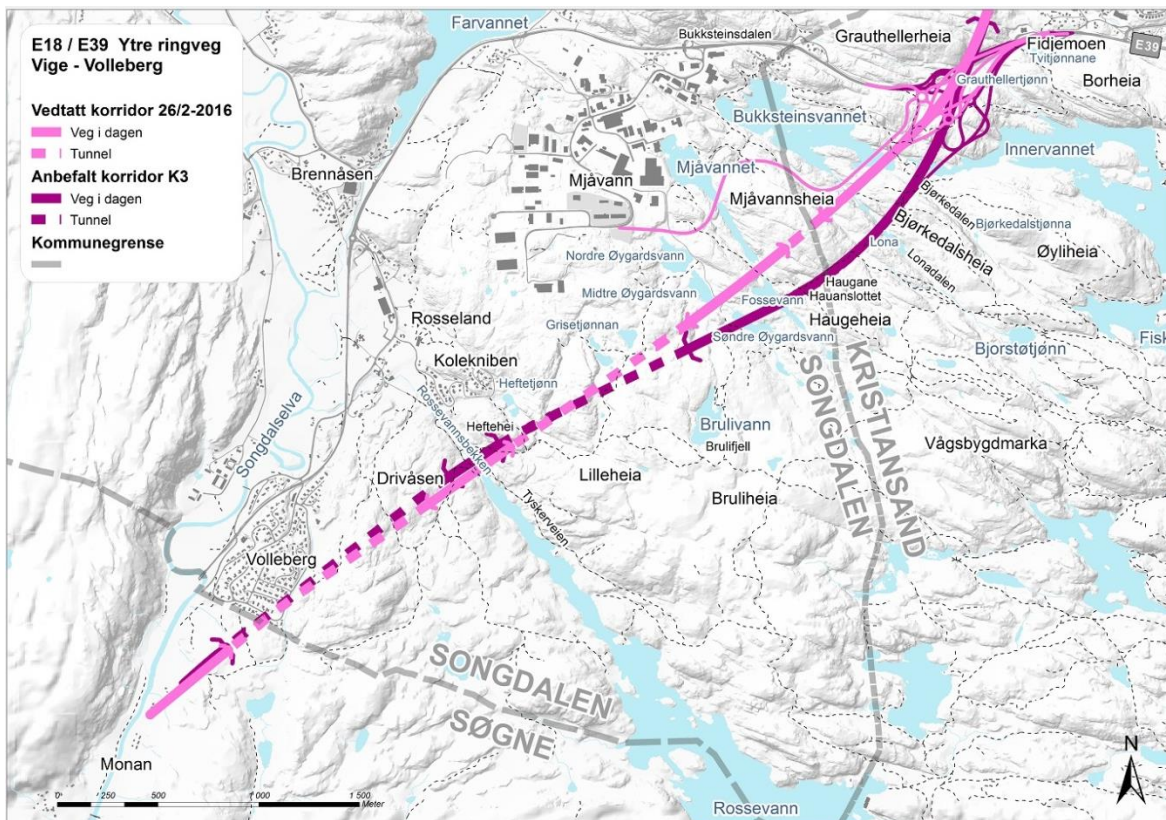 E18 / E39 Ytre ringveg
Vige - Volleberg
Vedtatt korridor 26/2-2016
Veg i dagen
Tunnel
Anbefalt korridor K3
Veg i dagen
Tunnel
Kommunegrense
Farvannet
Bukksteinsdalen
Grauthellerheia
Fidjemoen
E39
Tvitjønnane
Grauthellertjønn
Borheia
Bukksteinsvannet
Innervannet
Brennåsen
Mjåvann
Mjåvannet
Mjåvannsheia
Bjørkedalen
Bjørkedalstjønna
Bjørkedalsheia
Lona
Øyliheia
Lonadalen
Nordre Øygardsvann
Haugane
Midtre Øygardsvann
Fossevann
Hauanslottet
Rosseland
Grisetjønnan
Søndre Øygardsvann
Haugeheia
Bjorstøtjønn
Fisk
Kolekniben
Heftetjønn
KRISTIANSAND
SONGDALEN
Rossevannsbekken
Heftehei
Brulivann
Brulifjell
Vågsbygdmarka
Songdalselva
Drivåsen
Lilleheia
Bruliheia
Tyskerveien
Volleberg
SONGDALEN
SØGNE
Monan
N
0 250 500 1 000 1 500
Meter
Rossevann